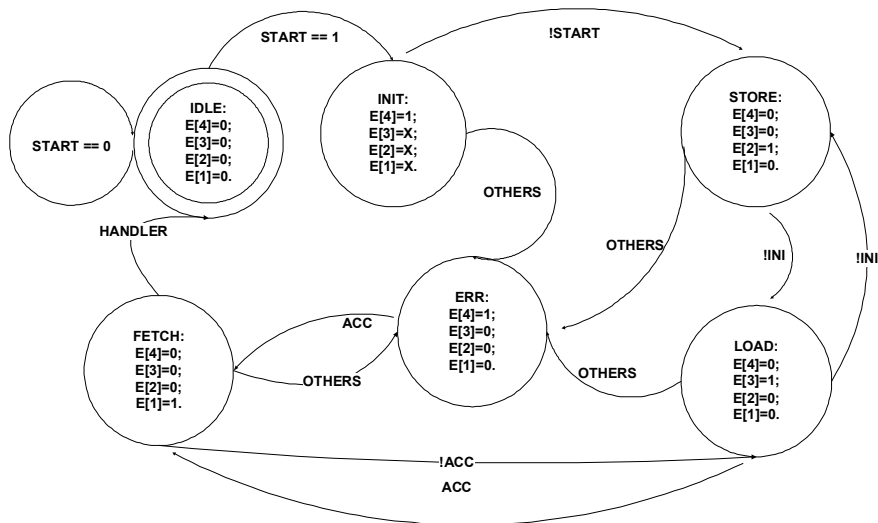 START == 1
!START
START == 0
IDLE:
E[4]=0;
E[3]=0;
E[2]=0;
E[1]=0.
INIT:
E[4]=1;
E[3]=X;
E[2]=X;
E[1]=X.
STORE:
E[4]=0;
E[3]=0;
E[2]=1;
E[1]=0.
OTHERS
HANDLER
OTHERS
!INI
!INI
ERR:
E[4]=1;
E[3]=0;
E[2]=0;
E[1]=0.
ACC
FETCH:
E[4]=0;
E[3]=0;
E[2]=0;
E[1]=1.
OTHERS
OTHERS
LOAD:
E[4]=0;
E[3]=1;
E[2]=0;
E[1]=0.
!ACC
ACC